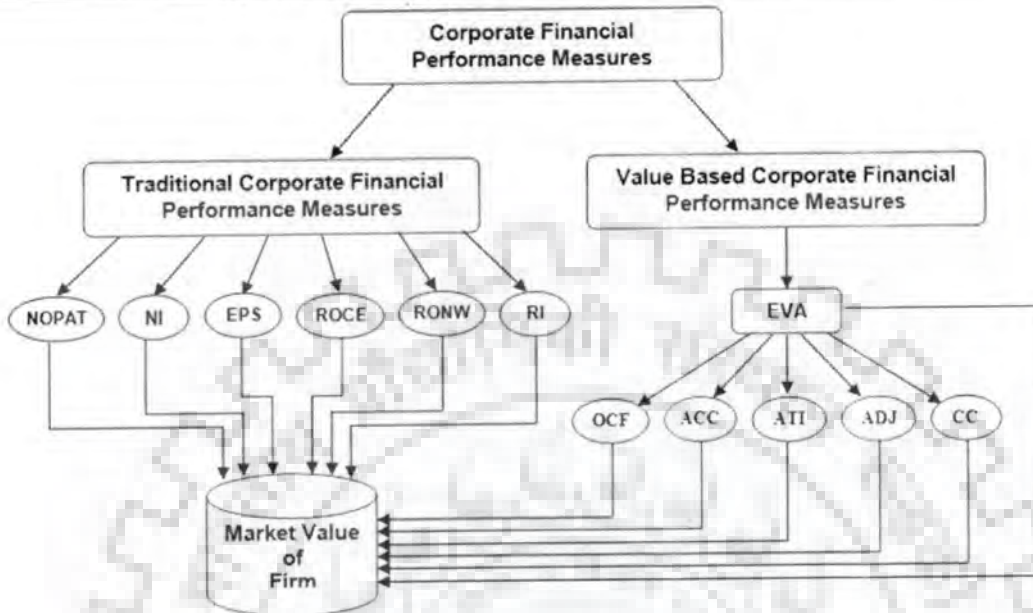 Corporate Financial
Performance Measures
Traditional Corporate Financial
Performance Measures
Value Based Corporate Financial
Performance Measures
NOPAT
NI
EPS
ROCE
RONW
RI
EVA
OCF
ACC
ATI
ADJ
CC
Market Value
of
Firm